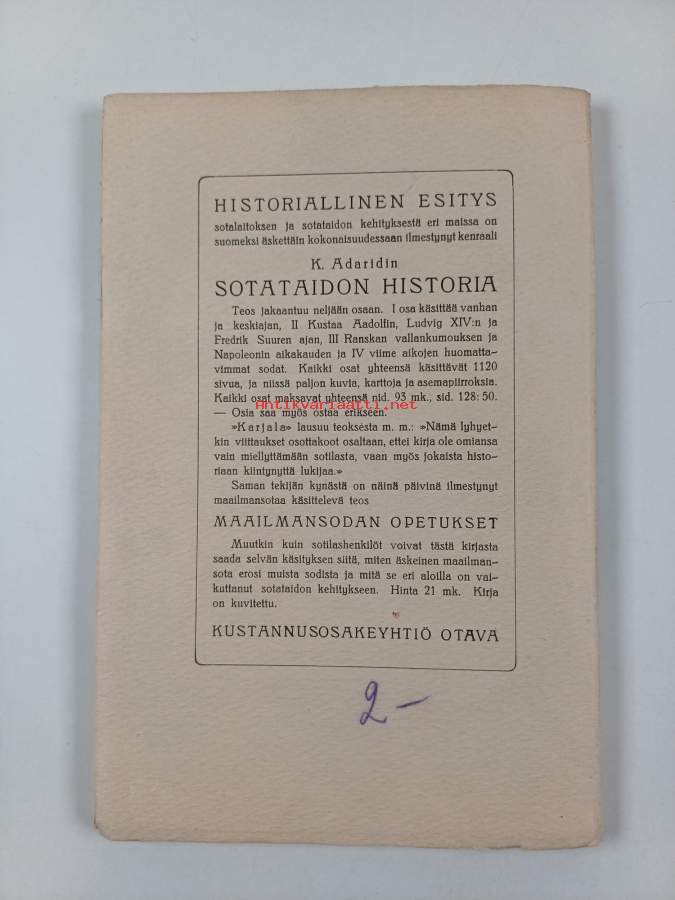 HISTORIALLINEN ESITYS
sotalaitoksen ja sotataidon kehityksestä eri maissa on
suomeksi äskettäin kokonaisuudessaan ilmestynyt kenraali
K. Adaridin
SOTATAIDON HISTORIA
Teos jakaantuu neljään osaan. I osa käsittää vanhan
ja keskiajan, II Kustaa Aadolfin, Ludvig XIV:n ja
Fredrik Suuren ajan, III Ranskan vallankumouksen ja
Napoleonin aikakauden ja IV viime aikojen huomatta-
vimmat sodat. Kaikki osat yhteensä käsittävät 1120
sivua, ja niissä paljon kuvia, karttoja ja asemapiirroksia.
Kaikki osat maksavat yhteensä nid. 93 mk., sid. 128:50.
Antikvariaatti.net
— Osia saa myös ostaa erikseen.
»Karjala» lausuu teoksesta m. m.: »Nämä lyhyet-
kin viittaukset osottakoot osaltaan, ettei kirja ole omiansa
vain miellyttämään sotilasta, vaan myös jokaista histo-
riaan kiintynyttä lukijaa.»
Saman tekijän kynästä on näinä päivinä ilmestynyt
maailmansotaa käsittelevä teos
MAAILMANSODAN OPETUKSET
Muutkin kuin sotilashenkilöt voivat tästä kirjasta
saada selvän käsityksen siitä, miten äskeinen maailman-
sota erosi muista sodista ja mitä se eri aloilla on vai-
kuttanut sotataidon kehitykseen. Hinta 21 mk. Kirja
on kuvitettu.
KUSTANNUSOSAKEYHTIÖ OTAVA
2–